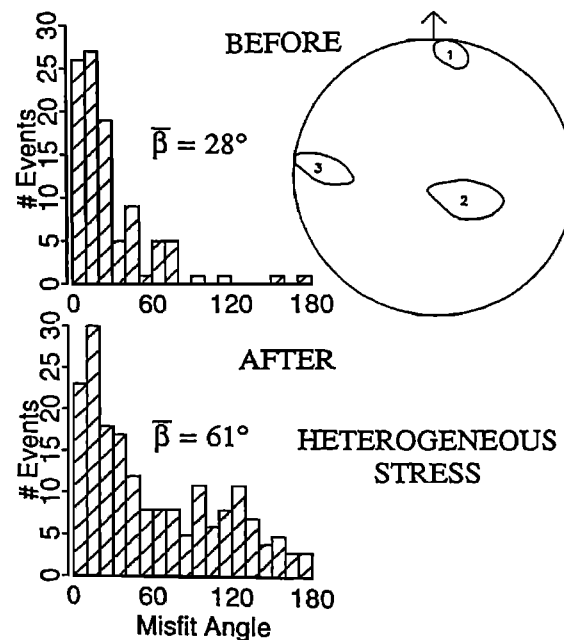 30
25
20
15
10
5
0
# Events
BEFORE
β̅ = 28°
0 60 120 180
1
2
3
30
25
20
15
10
5
0
# Events
AFTER
β̅ = 61°
HETEROGENEOUS
STRESS
0 60 120 180
Misfit Angle